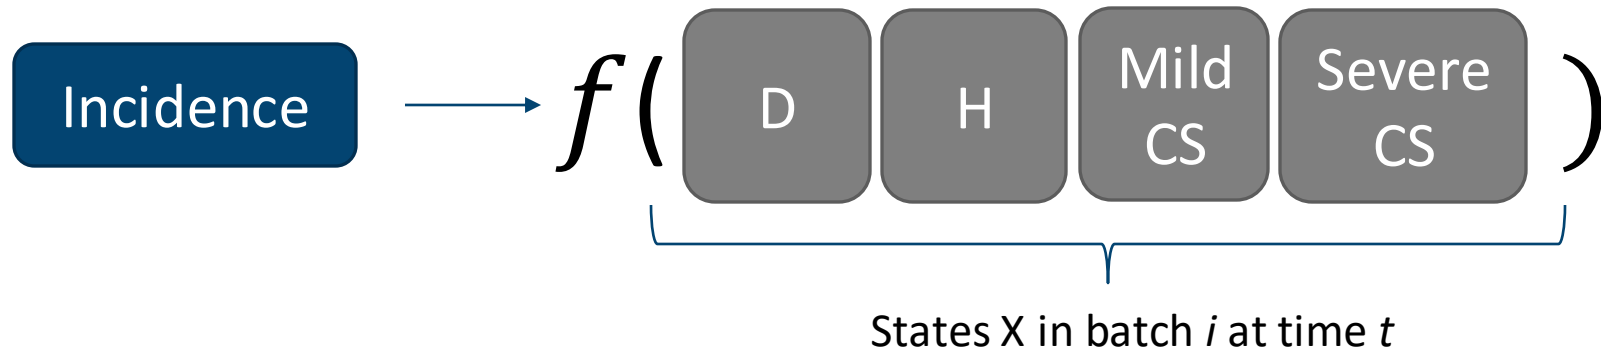 Incidence
f( D H Mild CS Severe CS )
States X in batch i at time t